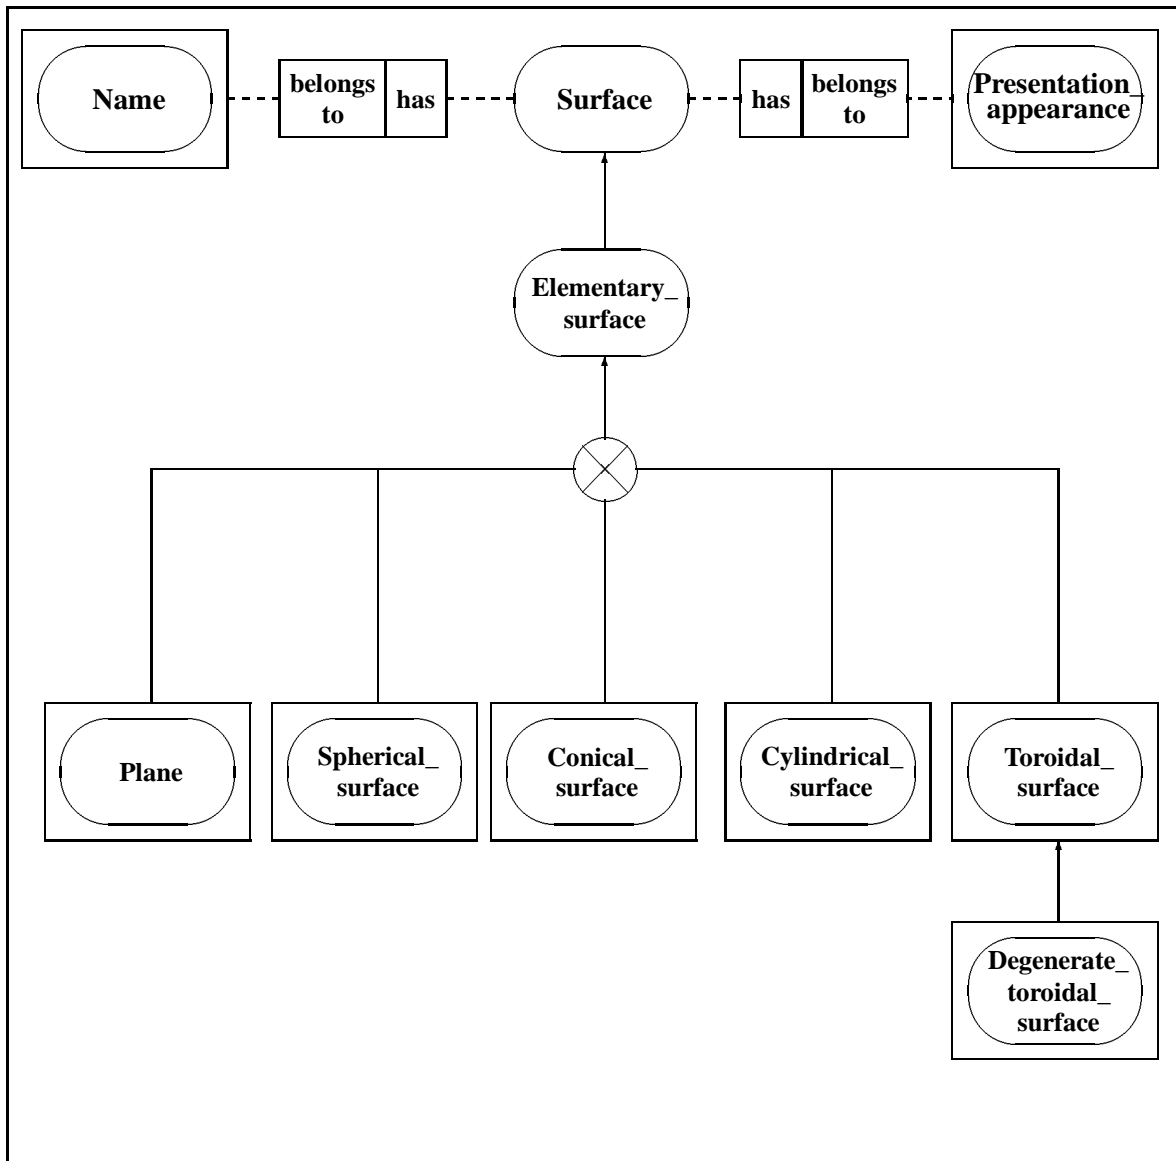 Name
belongs
to
has
Surface
has
belongs
to
Presentation_
appearance
Elementary_
surface
Plane
Spherical_
surface
Conical_
surface
Cylindrical_
surface
Toroidal_
surface
Degenerate_
toroidal_
surface